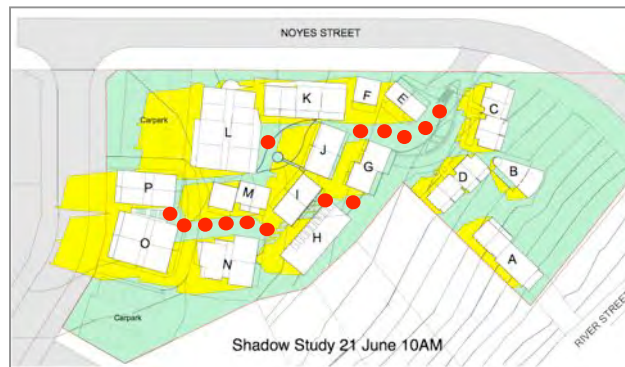 NOYES STREET
K
F
E
C
Carpark
L
J
G
B
D
P
M
I
O
H
N
A
Carpark
RIVER STREET
Shadow Study 21 June 10AM